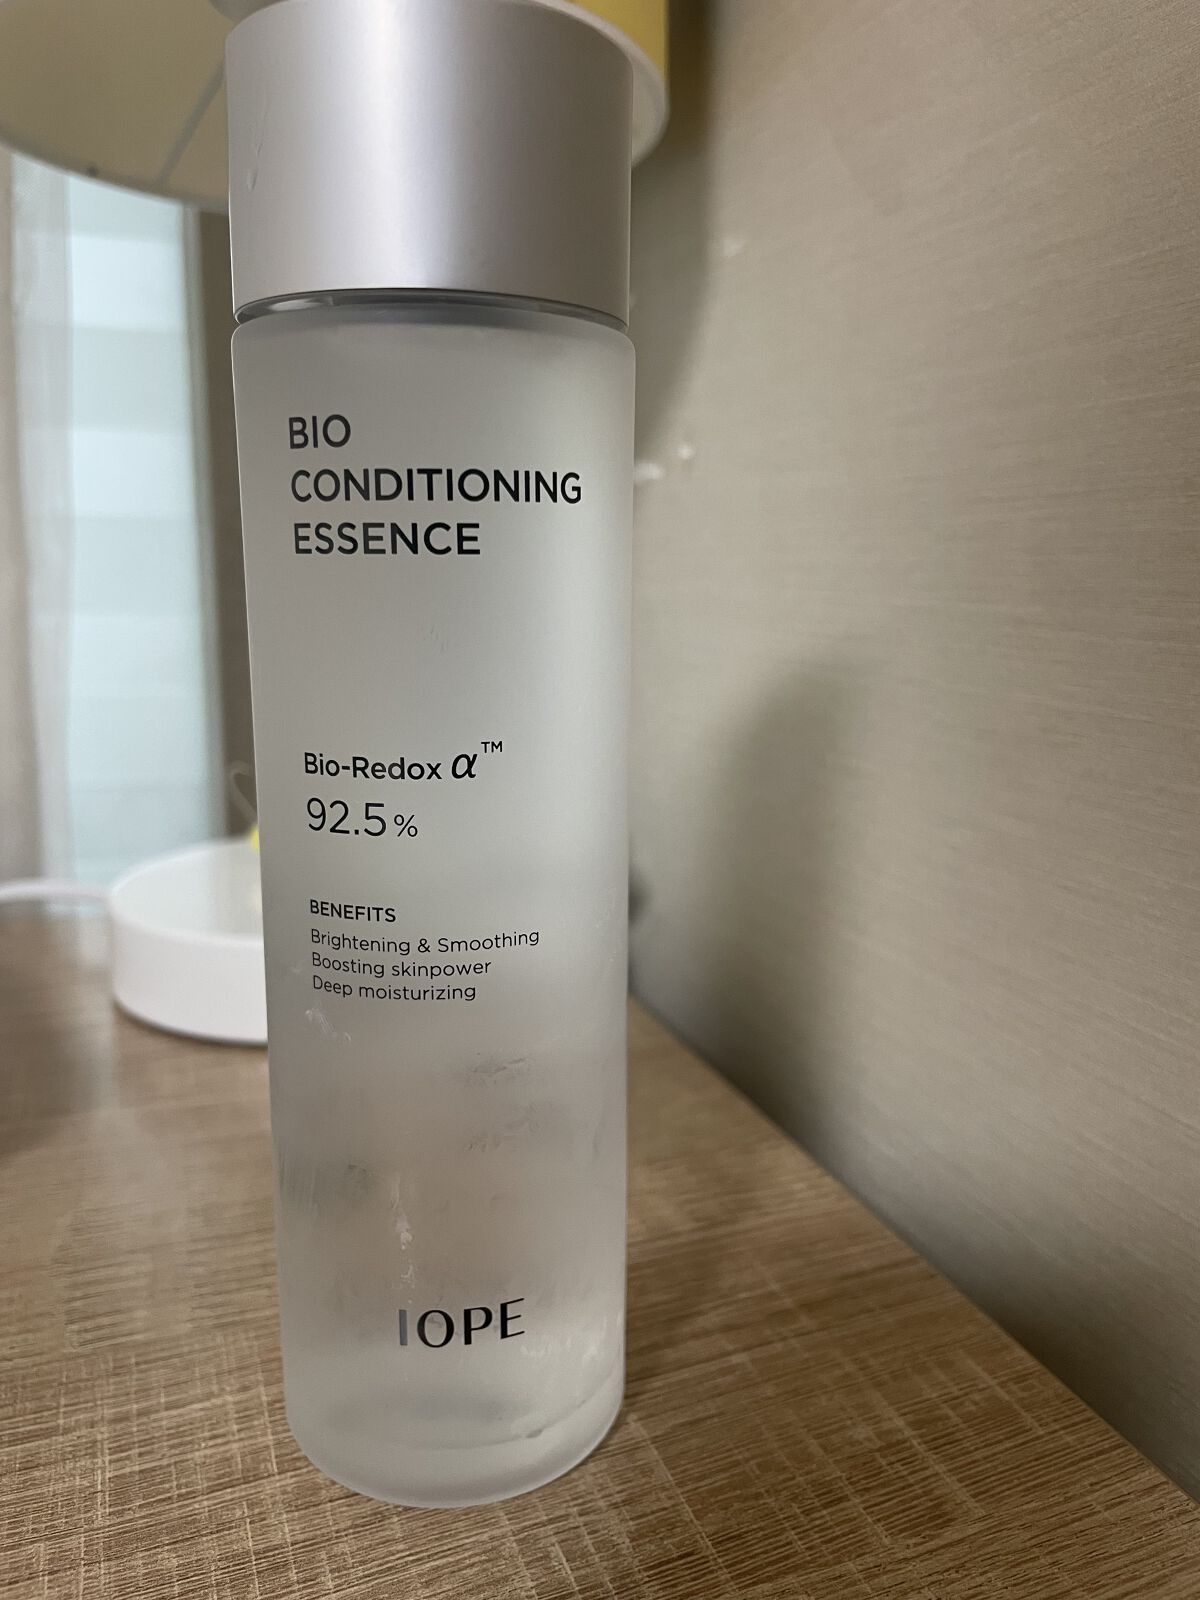 BIO
CONDITIONING
ESSENCE
Bio-Redox α™
92.5%
BENEFITS
Brightening & Smoothing
Boosting skinpower
Deep moisturizing
IOPE